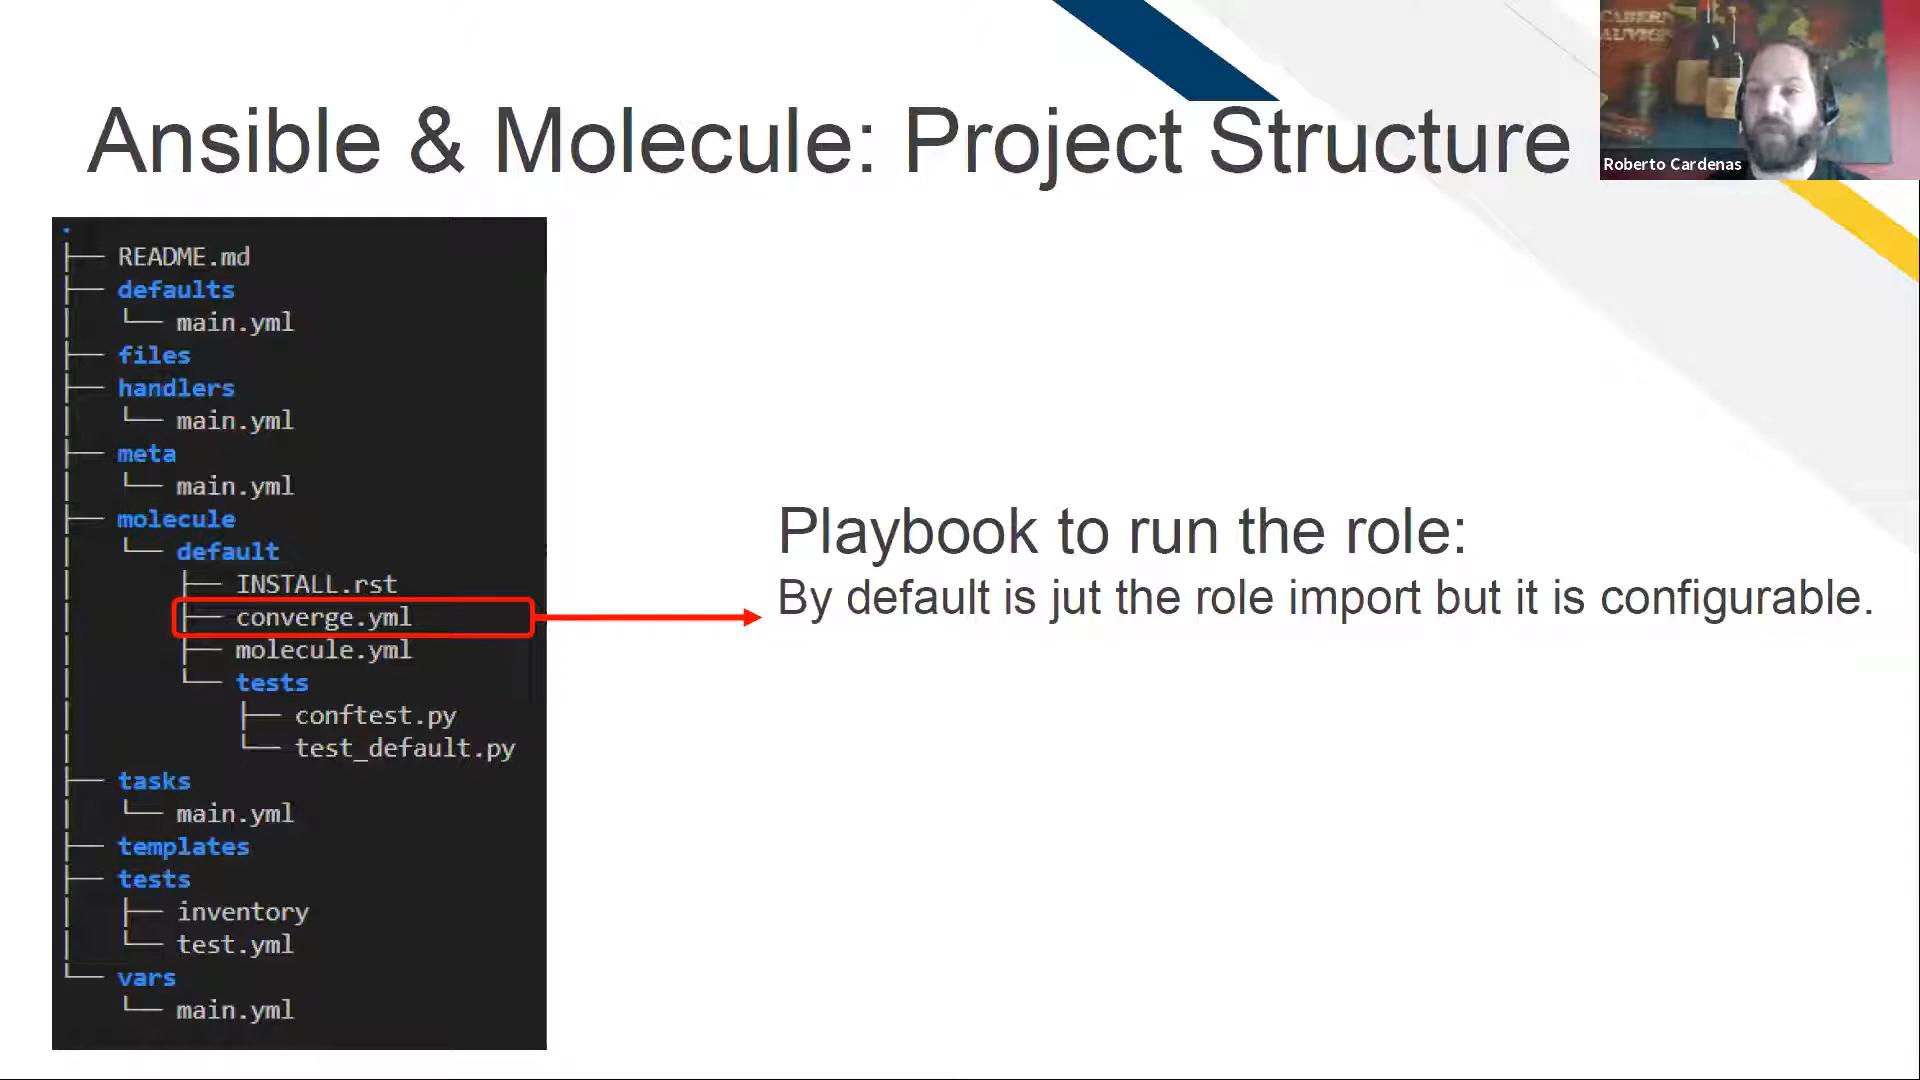 Ansible & Molecule: Project Structure
CABERN
AUVIGN
Roberto Cardenas
.
├── README.md
├── defaults
│   └── main.yml
├── files
├── handlers
│   └── main.yml
├── meta
│   └── main.yml
├── molecule
│   └── default
│       ├── INSTALL.rst
│       ├── converge.yml
│       ├── molecule.yml
│       └── tests
│           ├── conftest.py
│           └── test_default.py
├── tasks
│   └── main.yml
├── templates
├── tests
│   ├── inventory
│   └── test.yml
└── vars
    └── main.yml
Playbook to run the role:
By default is jut the role import but it is configurable.